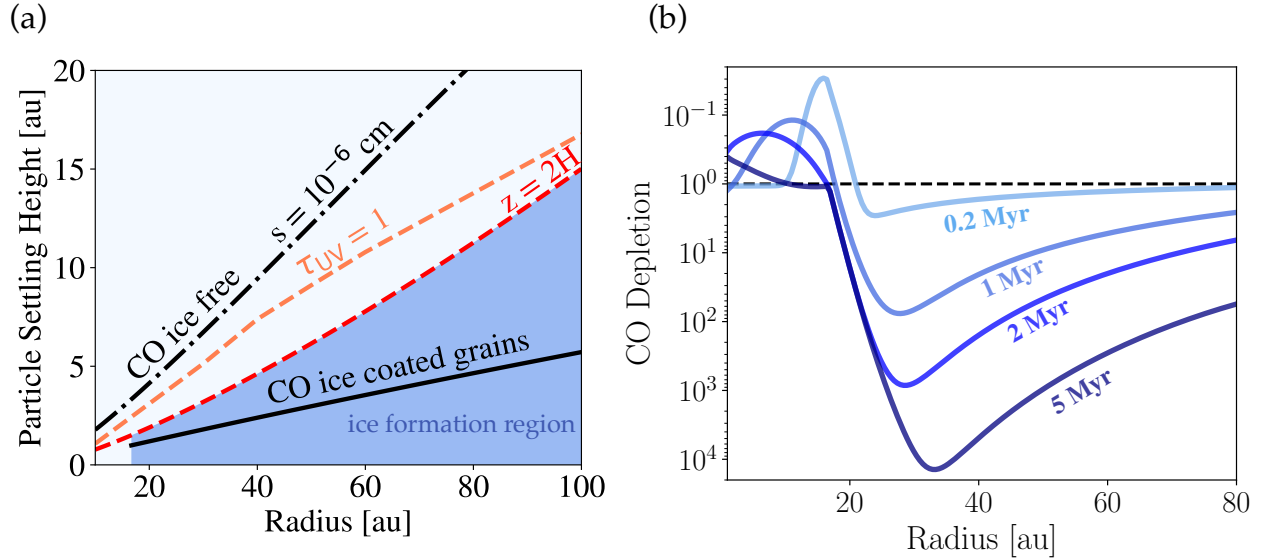 (a)
Particle Settling Height [au]
20
15
10
5
0
CO ice free
s = 10⁻⁶ cm
τ_UV = 1
z = 2H
CO ice coated grains
ice formation region
20 40 60 80 100
Radius [au]
(b)
CO Depletion
10⁻¹
10⁰
10¹
10²
10³
10⁴
0.2 Myr
1 Myr
2 Myr
5 Myr
20 40 60 80
Radius [au]